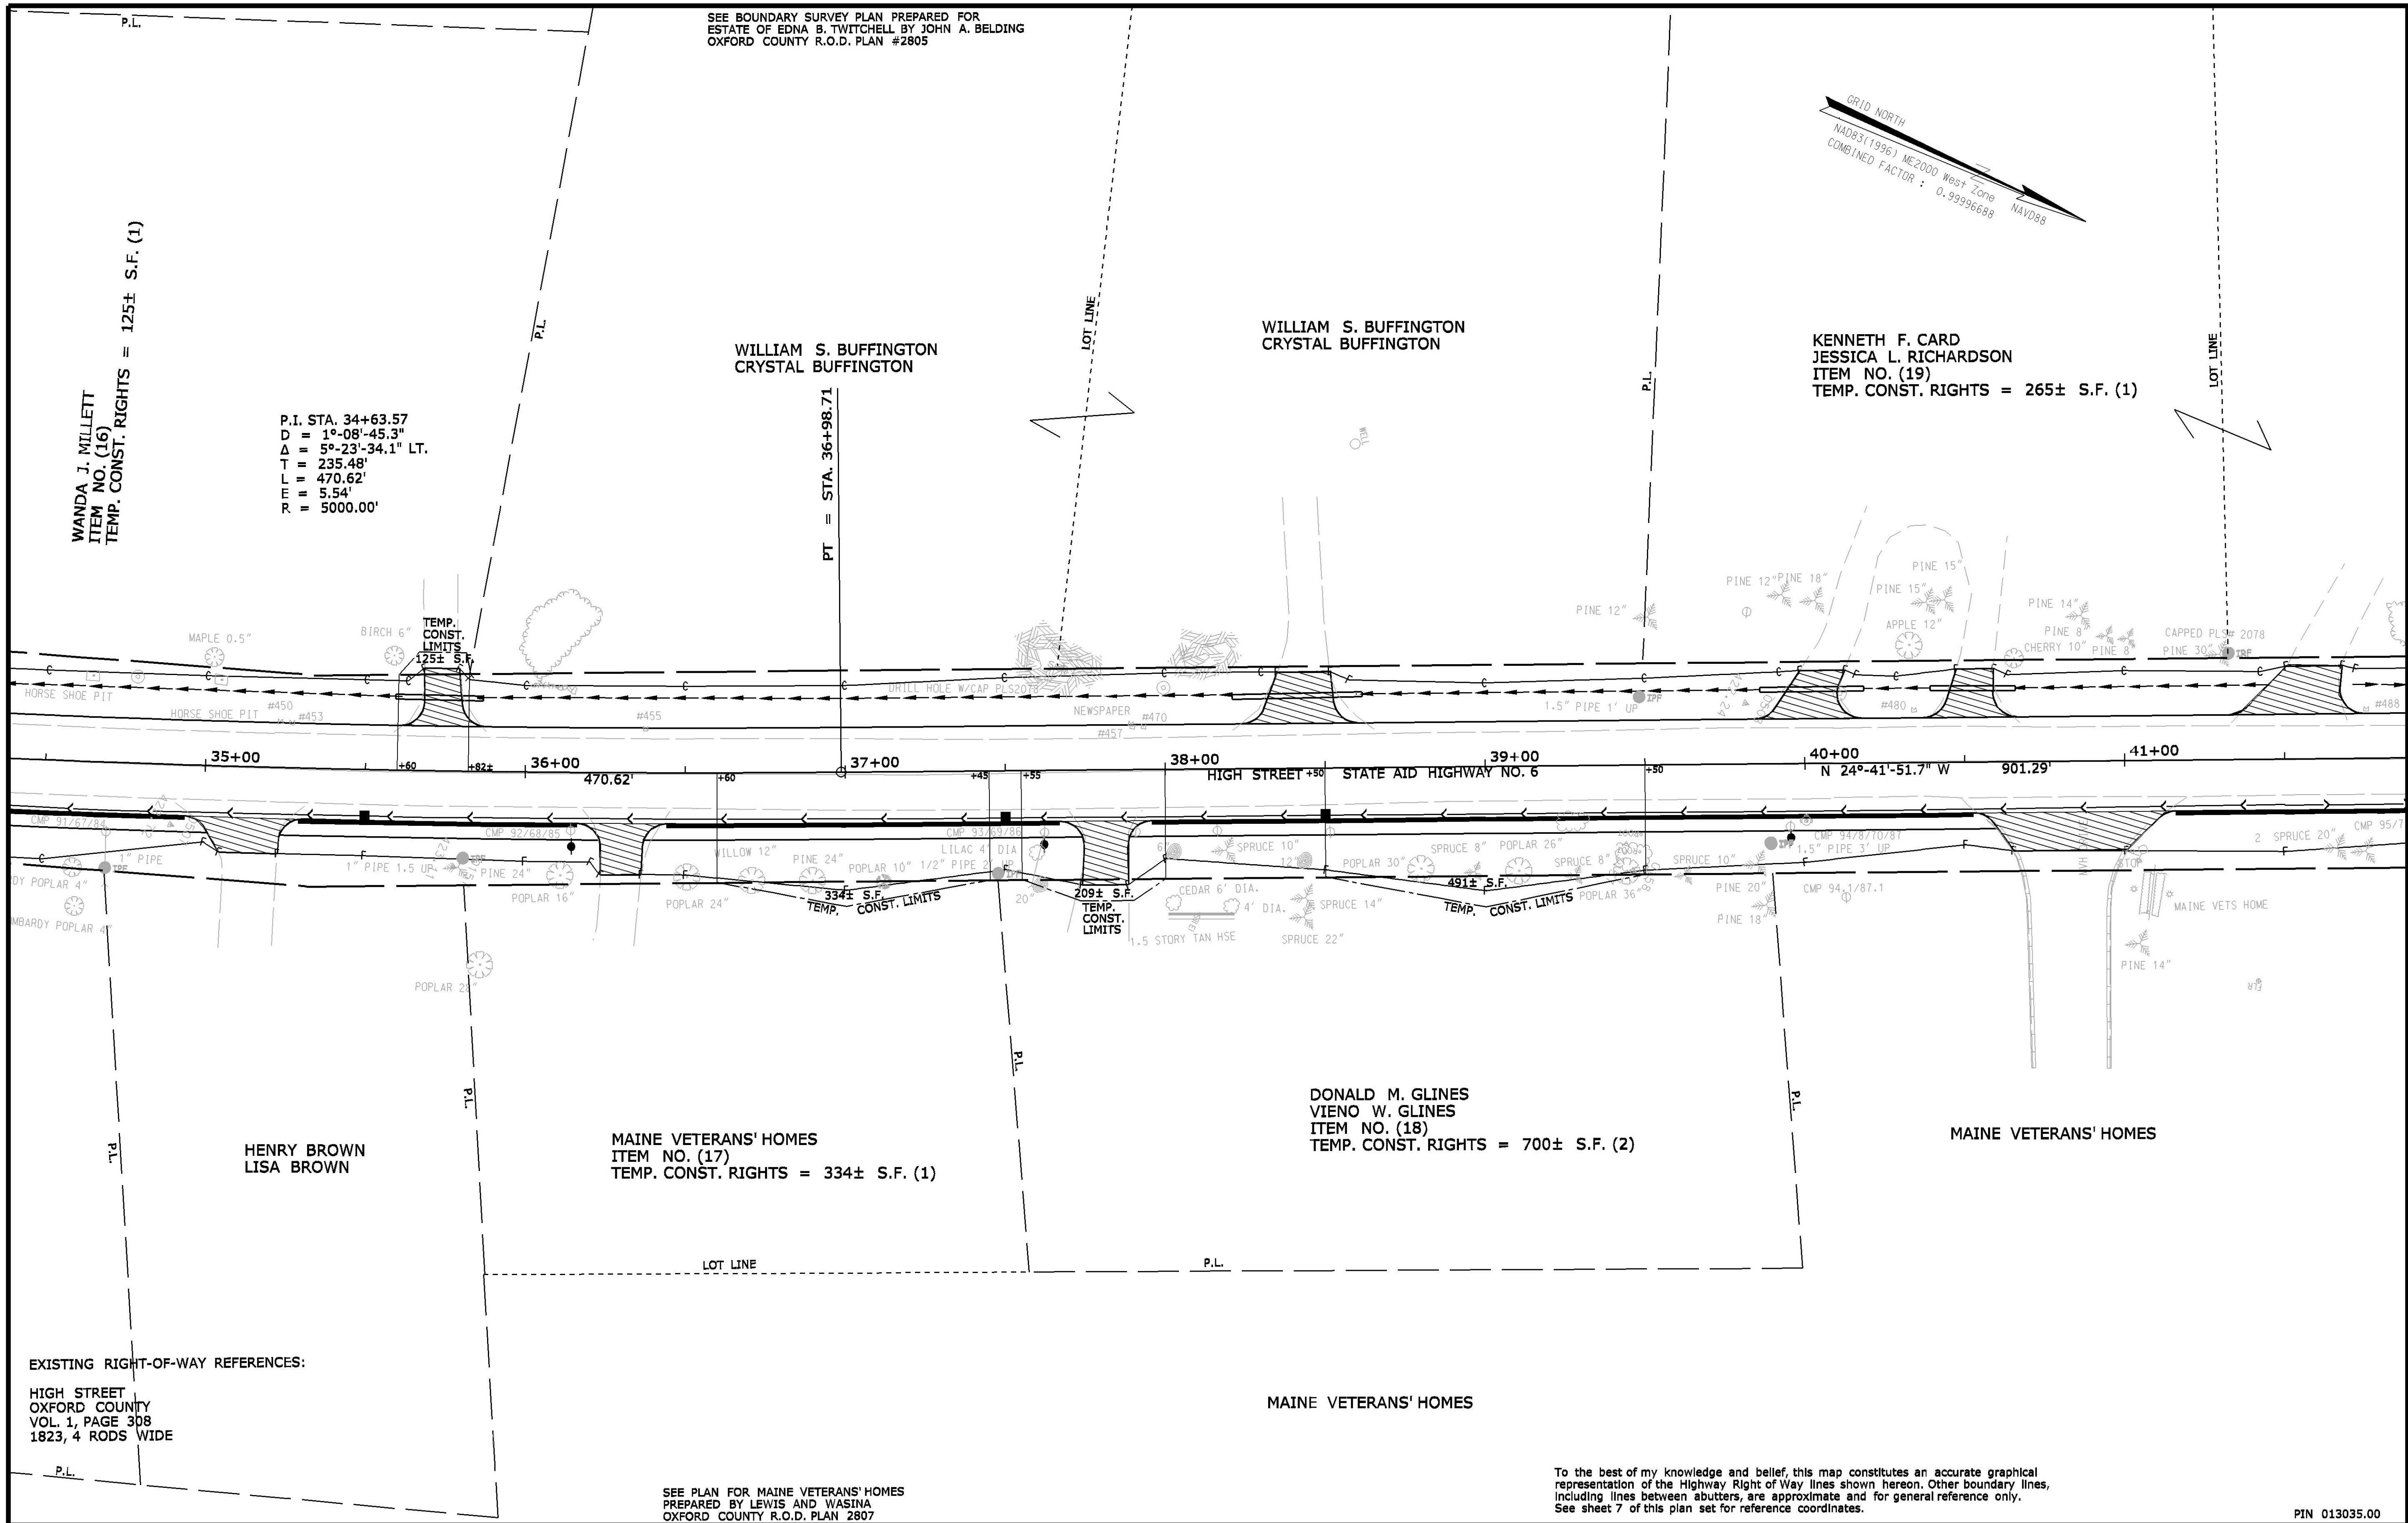 P.L.
SEE BOUNDARY SURVEY PLAN PREPARED FOR
ESTATE OF EDNA B. TWITCHELL BY JOHN A. BELDING
OXFORD COUNTY R.O.D. PLAN #2805
GRID NORTH
NAD83(1996) ME2000 West Zone NAVD88
COMBINED FACTOR : 0.99996688
WANDA J. MILLETT
ITEM NO. (16)
TEMP. CONST. RIGHTS = 125± S.F. (1)
P.I. STA. 34+63.57
D = 1°-08'-45.3"
Δ = 5°-23'-34.1" LT.
T = 235.48'
L = 470.62'
E = 5.54'
R = 5000.00'
P.L.
WILLIAM S. BUFFINGTON
CRYSTAL BUFFINGTON
PT = STA. 36+98.71
LOT LINE
WILLIAM S. BUFFINGTON
CRYSTAL BUFFINGTON
WELL
P.L.
KENNETH F. CARD
JESSICA L. RICHARDSON
ITEM NO. (19)
TEMP. CONST. RIGHTS = 265± S.F. (1)
LOT LINE
MAPLE 0.5"
BIRCH 6"
TEMP.
CONST.
LIMITS
125± S.F.
PINE 12"
PINE 12"
PINE 18"
PINE 15"
PINE 15"
APPLE 12"
PINE 14"
PINE 8"
CHERRY 10"
PINE 8"
CAPPED PLS# 2078
PINE 30"
IRF
HORSE SHOE PIT
HORSE SHOE PIT
#450
#453
#455
DRILL HOLE W/CAP PLS2078
NEWSPAPER
#470
#457
1.5" PIPE 1' UP
IPF
#480
#488
35+00
+60
+82±
36+00
470.62'
+60
37+00
+45
+55
38+00
HIGH STREET
+50
STATE AID HIGHWAY NO. 6
39+00
+50
40+00
N 24°-41'-51.7" W
901.29'
41+00
CMP 91/67/84
1" PIPE
IPF
CMP 92/68/85
1" PIPE 1.5 UP
IPF
PINE 24"
POPLAR 16"
POPLAR 24"
WILLOW 12"
PINE 24"
POPLAR 10"
CMP 93/69/86
LILAC 4' DIA
1/2" PIPE 2' UP
334± S.F.
TEMP. CONST. LIMITS
20"
209± S.F.
TEMP.
CONST.
LIMITS
6"
SPRUCE 10"
12"
CEDAR 6' DIA.
4' DIA.
SPRUCE 14"
1.5 STORY TAN HSE
SPRUCE 22"
POPLAR 30"
SPRUCE 8"
POPLAR 26"
SPRUCE 8"
491± S.F.
TEMP. CONST. LIMITS
POPLAR 36"
SPRUCE 10"
PINE 20"
PINE 18"
CMP 94/8/70/87
1.5" PIPE 3' UP
CMP 94.1/87.1
STOP
MAINE VETS HOME
2 SPRUCE 20"
CMP 95/7
PINE 14"
POPLAR 28"
P.L.
HENRY BROWN
LISA BROWN
P.L.
MAINE VETERANS' HOMES
ITEM NO. (17)
TEMP. CONST. RIGHTS = 334± S.F. (1)
P.L.
DONALD M. GLINES
VIENO W. GLINES
ITEM NO. (18)
TEMP. CONST. RIGHTS = 700± S.F. (2)
P.L.
MAINE VETERANS' HOMES
LOT LINE
P.L.
EXISTING RIGHT-OF-WAY REFERENCES:
HIGH STREET
OXFORD COUNTY
VOL. 1, PAGE 308
1823, 4 RODS WIDE
P.L.
MAINE VETERANS' HOMES
SEE PLAN FOR MAINE VETERANS' HOMES
PREPARED BY LEWIS AND WASINA
OXFORD COUNTY R.O.D. PLAN 2807
To the best of my knowledge and belief, this map constitutes an accurate graphical
representation of the Highway Right of Way lines shown hereon. Other boundary lines,
including lines between abutters, are approximate and for general reference only.
See sheet 7 of this plan set for reference coordinates.
PIN 013035.00